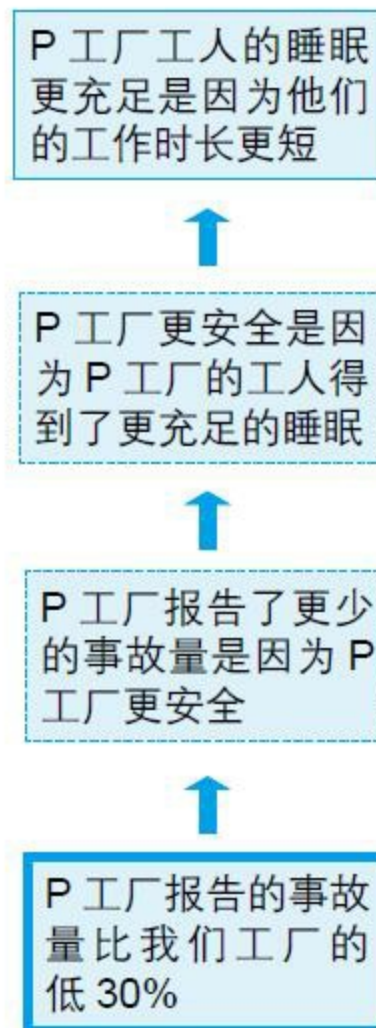 P 工厂工人的睡眠
更充足是因为他们
的工作时长更短
P 工厂更安全是因
为 P 工厂的工人得
到了更充足的睡眠
P 工厂报告了更少
的事故量是因为 P
工厂更安全
P 工厂报告的事故
量比我们工厂的
低 30%